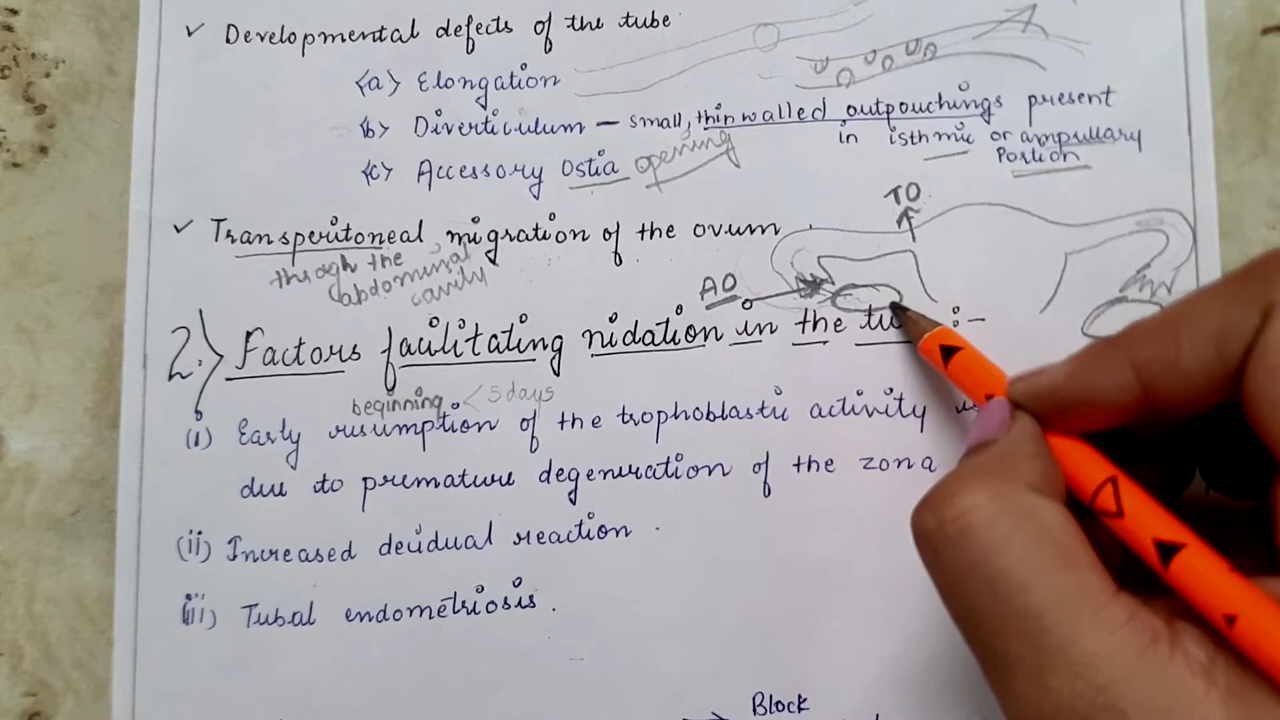 ✓ Developmental defects of the tube
(a) Elongation
(b) Diverticulum – small, thin walled outpouchings present
in isthmic or ampullary
Portion
(c) Accessory Ostia opening
✓ Transperitoneal migration of the ovum
through the
abdominal
cavity
TO
AO
2.) Factors facilitating nidation in the :-
beginning < 5 days
(i) Early resumption of the trophoblastic activity
due to premature degeneration of the zona
(ii) Increased decidual reaction.
(iii) Tubal endometriosis.
Block